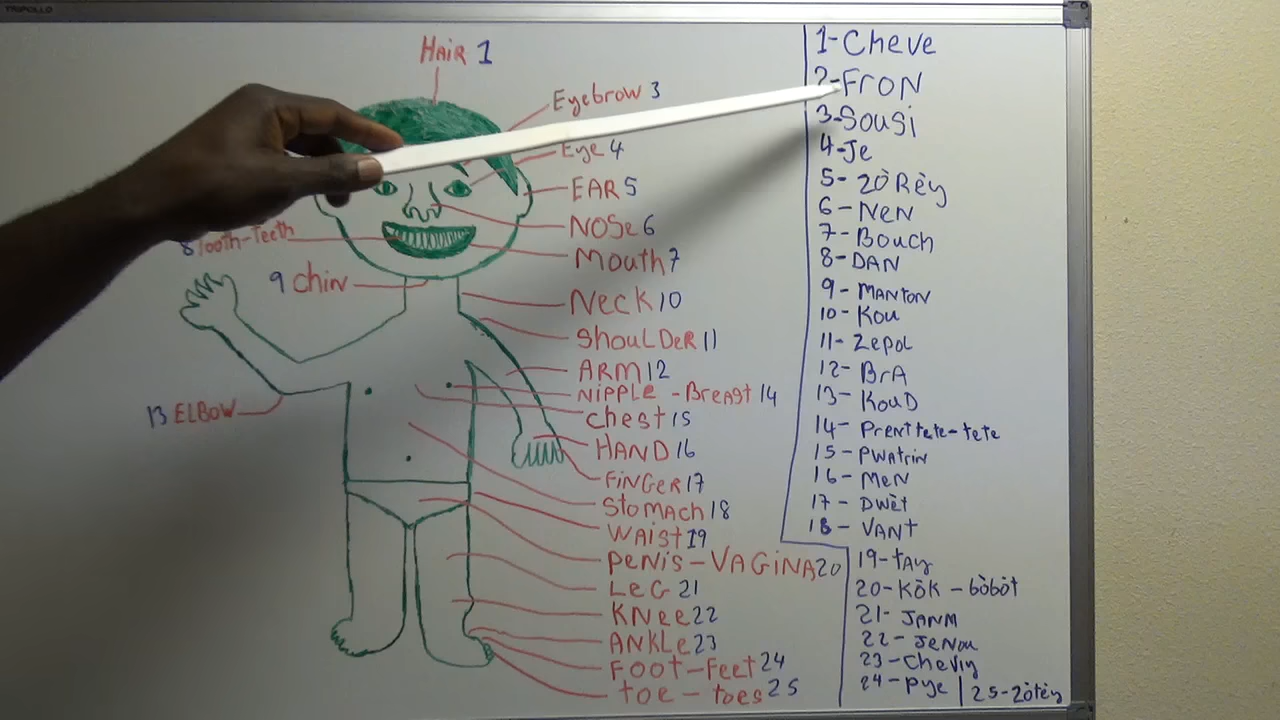 TRIPOLLO
HAiR 1
Eyebrow 3
Eye 4
EAR 5
NOSe 6
8 Tooth-Teeth
Mouth 7
9 Chin
Neck 10
ShouLDeR 11
ARM 12
NiPPLe - BreAst 14
Chest 15
13 ELBOW
HAND 16
FiNGeR 17
Stomach 18
WAist 19
PeNis - VAGiNA 20
LeG 21
KNee 22
ANKLe 23
FOOT-Feet 24
toe - toes 25
1- Cheve
2- FroN
3- Sousi
4- Je
5- ZòRèy
6- NeN
7- Bouch
8- DAN
9- MANtoN
10- Kou
11- Zepol
12- BrA
13- KouD
14- Prenttete-tete
15- PWAtrin
16- MeN
17- Dwèt
18- VANt
19- tAy
20- Kòk - bòbòt
21- JANM
22- JeNou
23- Cheviy
24- Pye | 25- Zòtèy